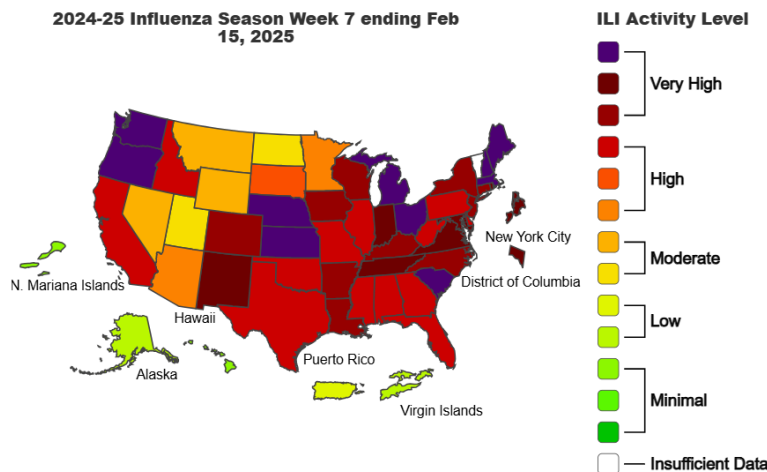 2024-25 Influenza Season Week 7 ending Feb
15, 2025
ILI Activity Level
Very High
High
Moderate
Low
Minimal
Insufficient Data
New York City
District of Columbia
N. Mariana Islands
Hawaii
Alaska
Puerto Rico
Virgin Islands